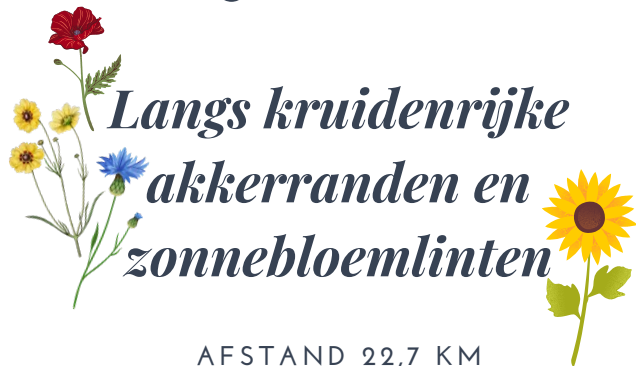 Langs kruidenrijke
akkerranden en
zonnebloemlinten
AFSTAND 22,7 KM